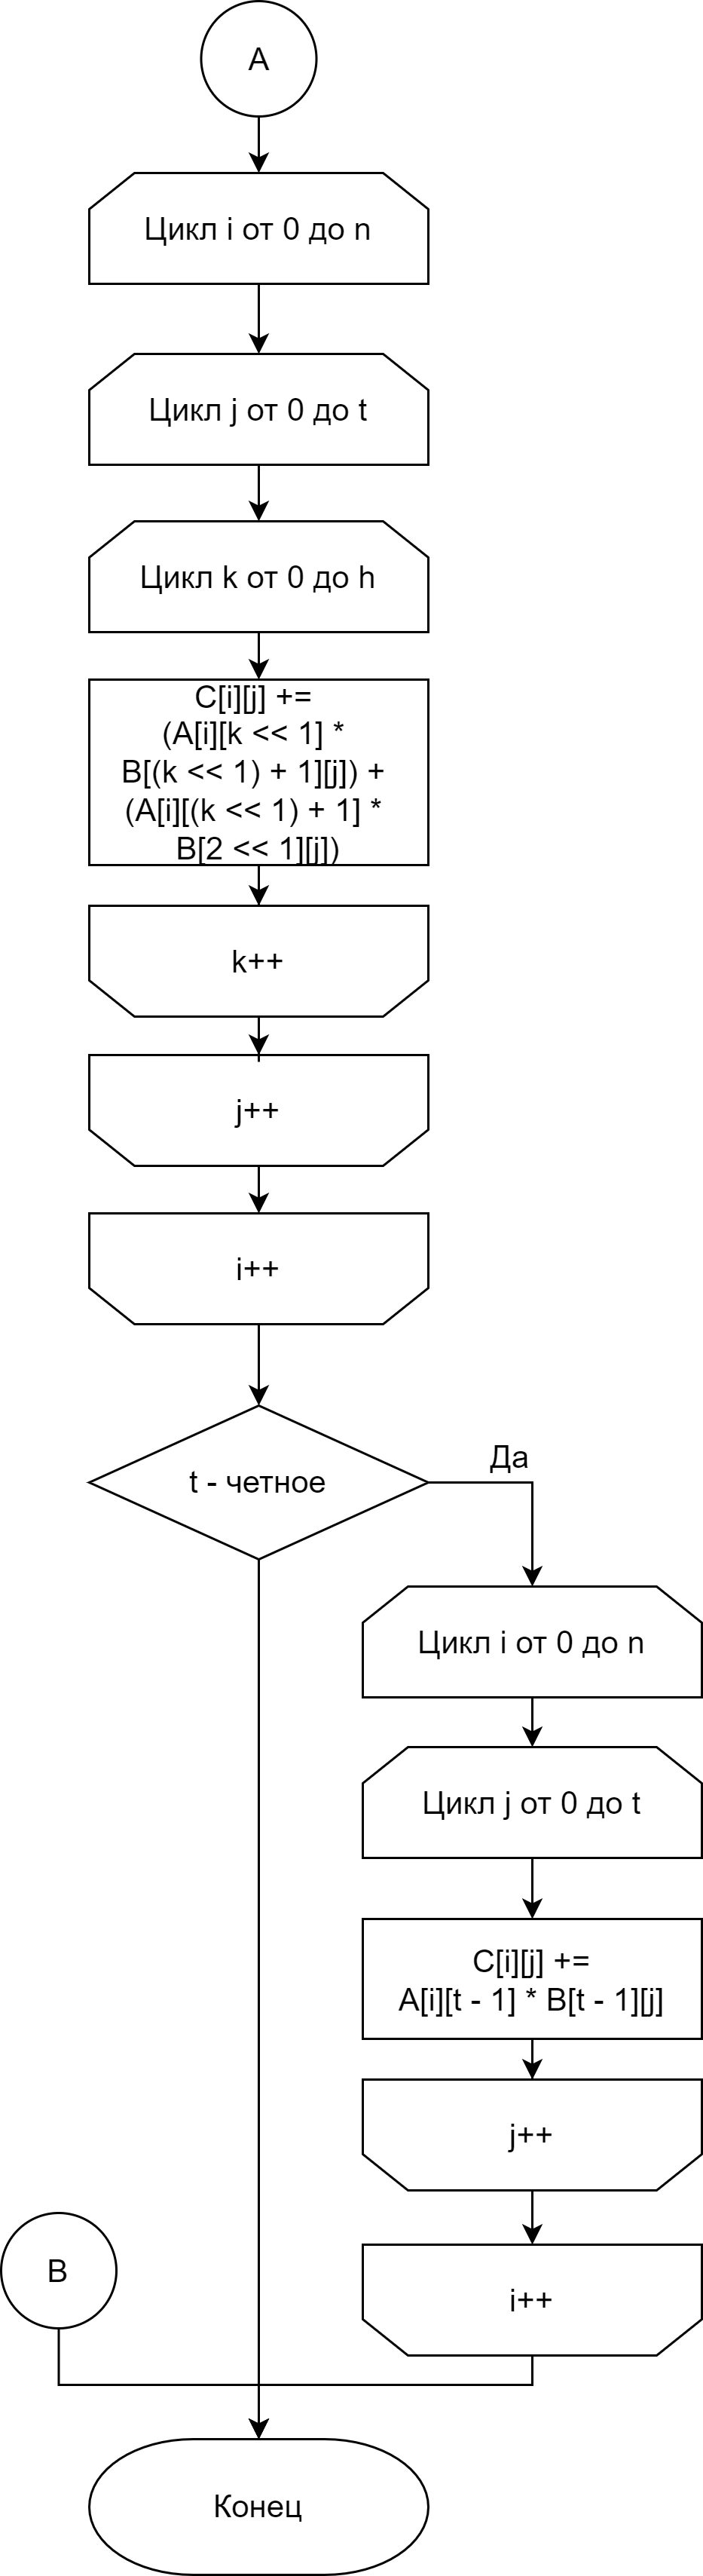 A
Цикл i от 0 до n
Цикл j от 0 до t
Цикл k от 0 до h
C[i][j] +=
(A[i][k << 1] *
B[(k << 1) + 1][j]) +
(A[i][(k << 1) + 1] *
B[2 << 1][j])
k++
j++
i++
t - четное
Да
Цикл i от 0 до n
Цикл j от 0 до t
C[i][j] +=
A[i][t - 1] * B[t - 1][j]
j++
i++
B
Конец